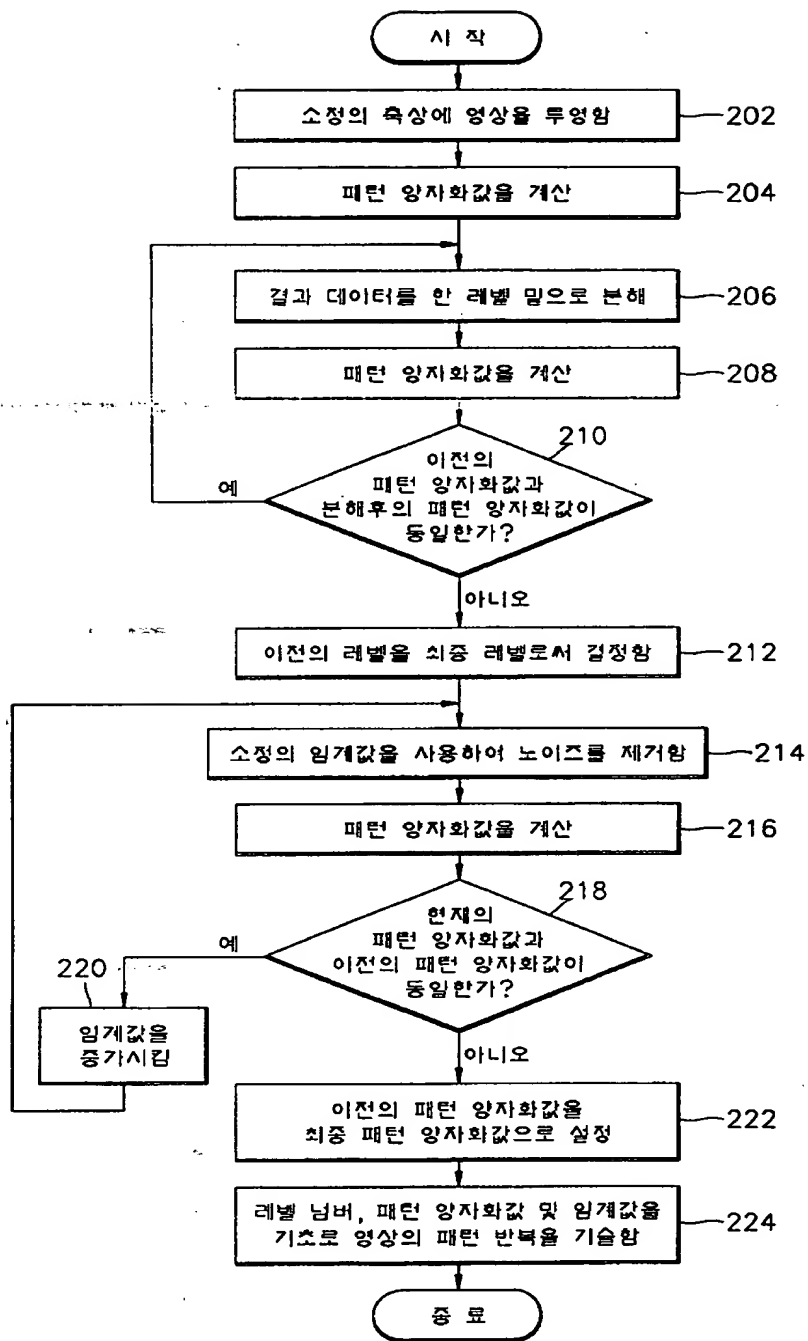 시 작
소정의 축상에 영상을 투영함
202
패턴 양자화값을 계산
204
결과 데이터를 한 레벨 밑으로 분해
206
패턴 양자화값을 계산
208
210
이전의
패턴 양자화값과
분해후의 패턴 양자화값이
동일한가?
예
아니오
이전의 레벨을 최종 레벨로써 결정함
212
소정의 임계값을 사용하여 노이즈를 제거함
214
패턴 양자화값을 계산
216
218
현재의
패턴 양자화값과
이전의 패턴 양자화값이
동일한가?
예
220
임계값을
증가시킴
아니오
이전의 패턴 양자화값을
최종 패턴 양자화값으로 설정
222
레벨 넘버, 패턴 양자화값 및 임계값을
기초로 영상의 패턴 반복을 기술함
224
종 료